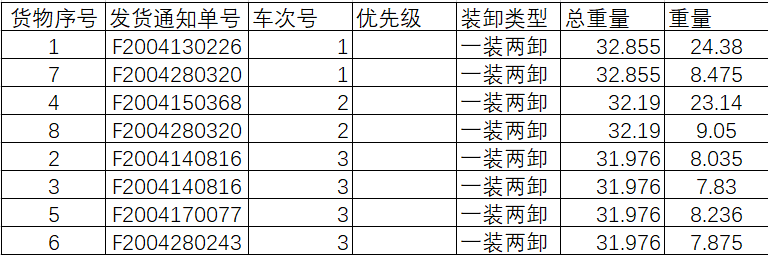 货物序号 发货通知单号 车次号 优先级 装卸类型 总重量 重量
1 F2004130226 1 一装两卸 32.855 24.38
7 F2004280320 1 一装两卸 32.855 8.475
4 F2004150368 2 一装两卸 32.19 23.14
8 F2004280320 2 一装两卸 32.19 9.05
2 F2004140816 3 一装两卸 31.976 8.035
3 F2004140816 3 一装两卸 31.976 7.83
5 F2004170077 3 一装两卸 31.976 8.236
6 F2004280243 3 一装两卸 31.976 7.875